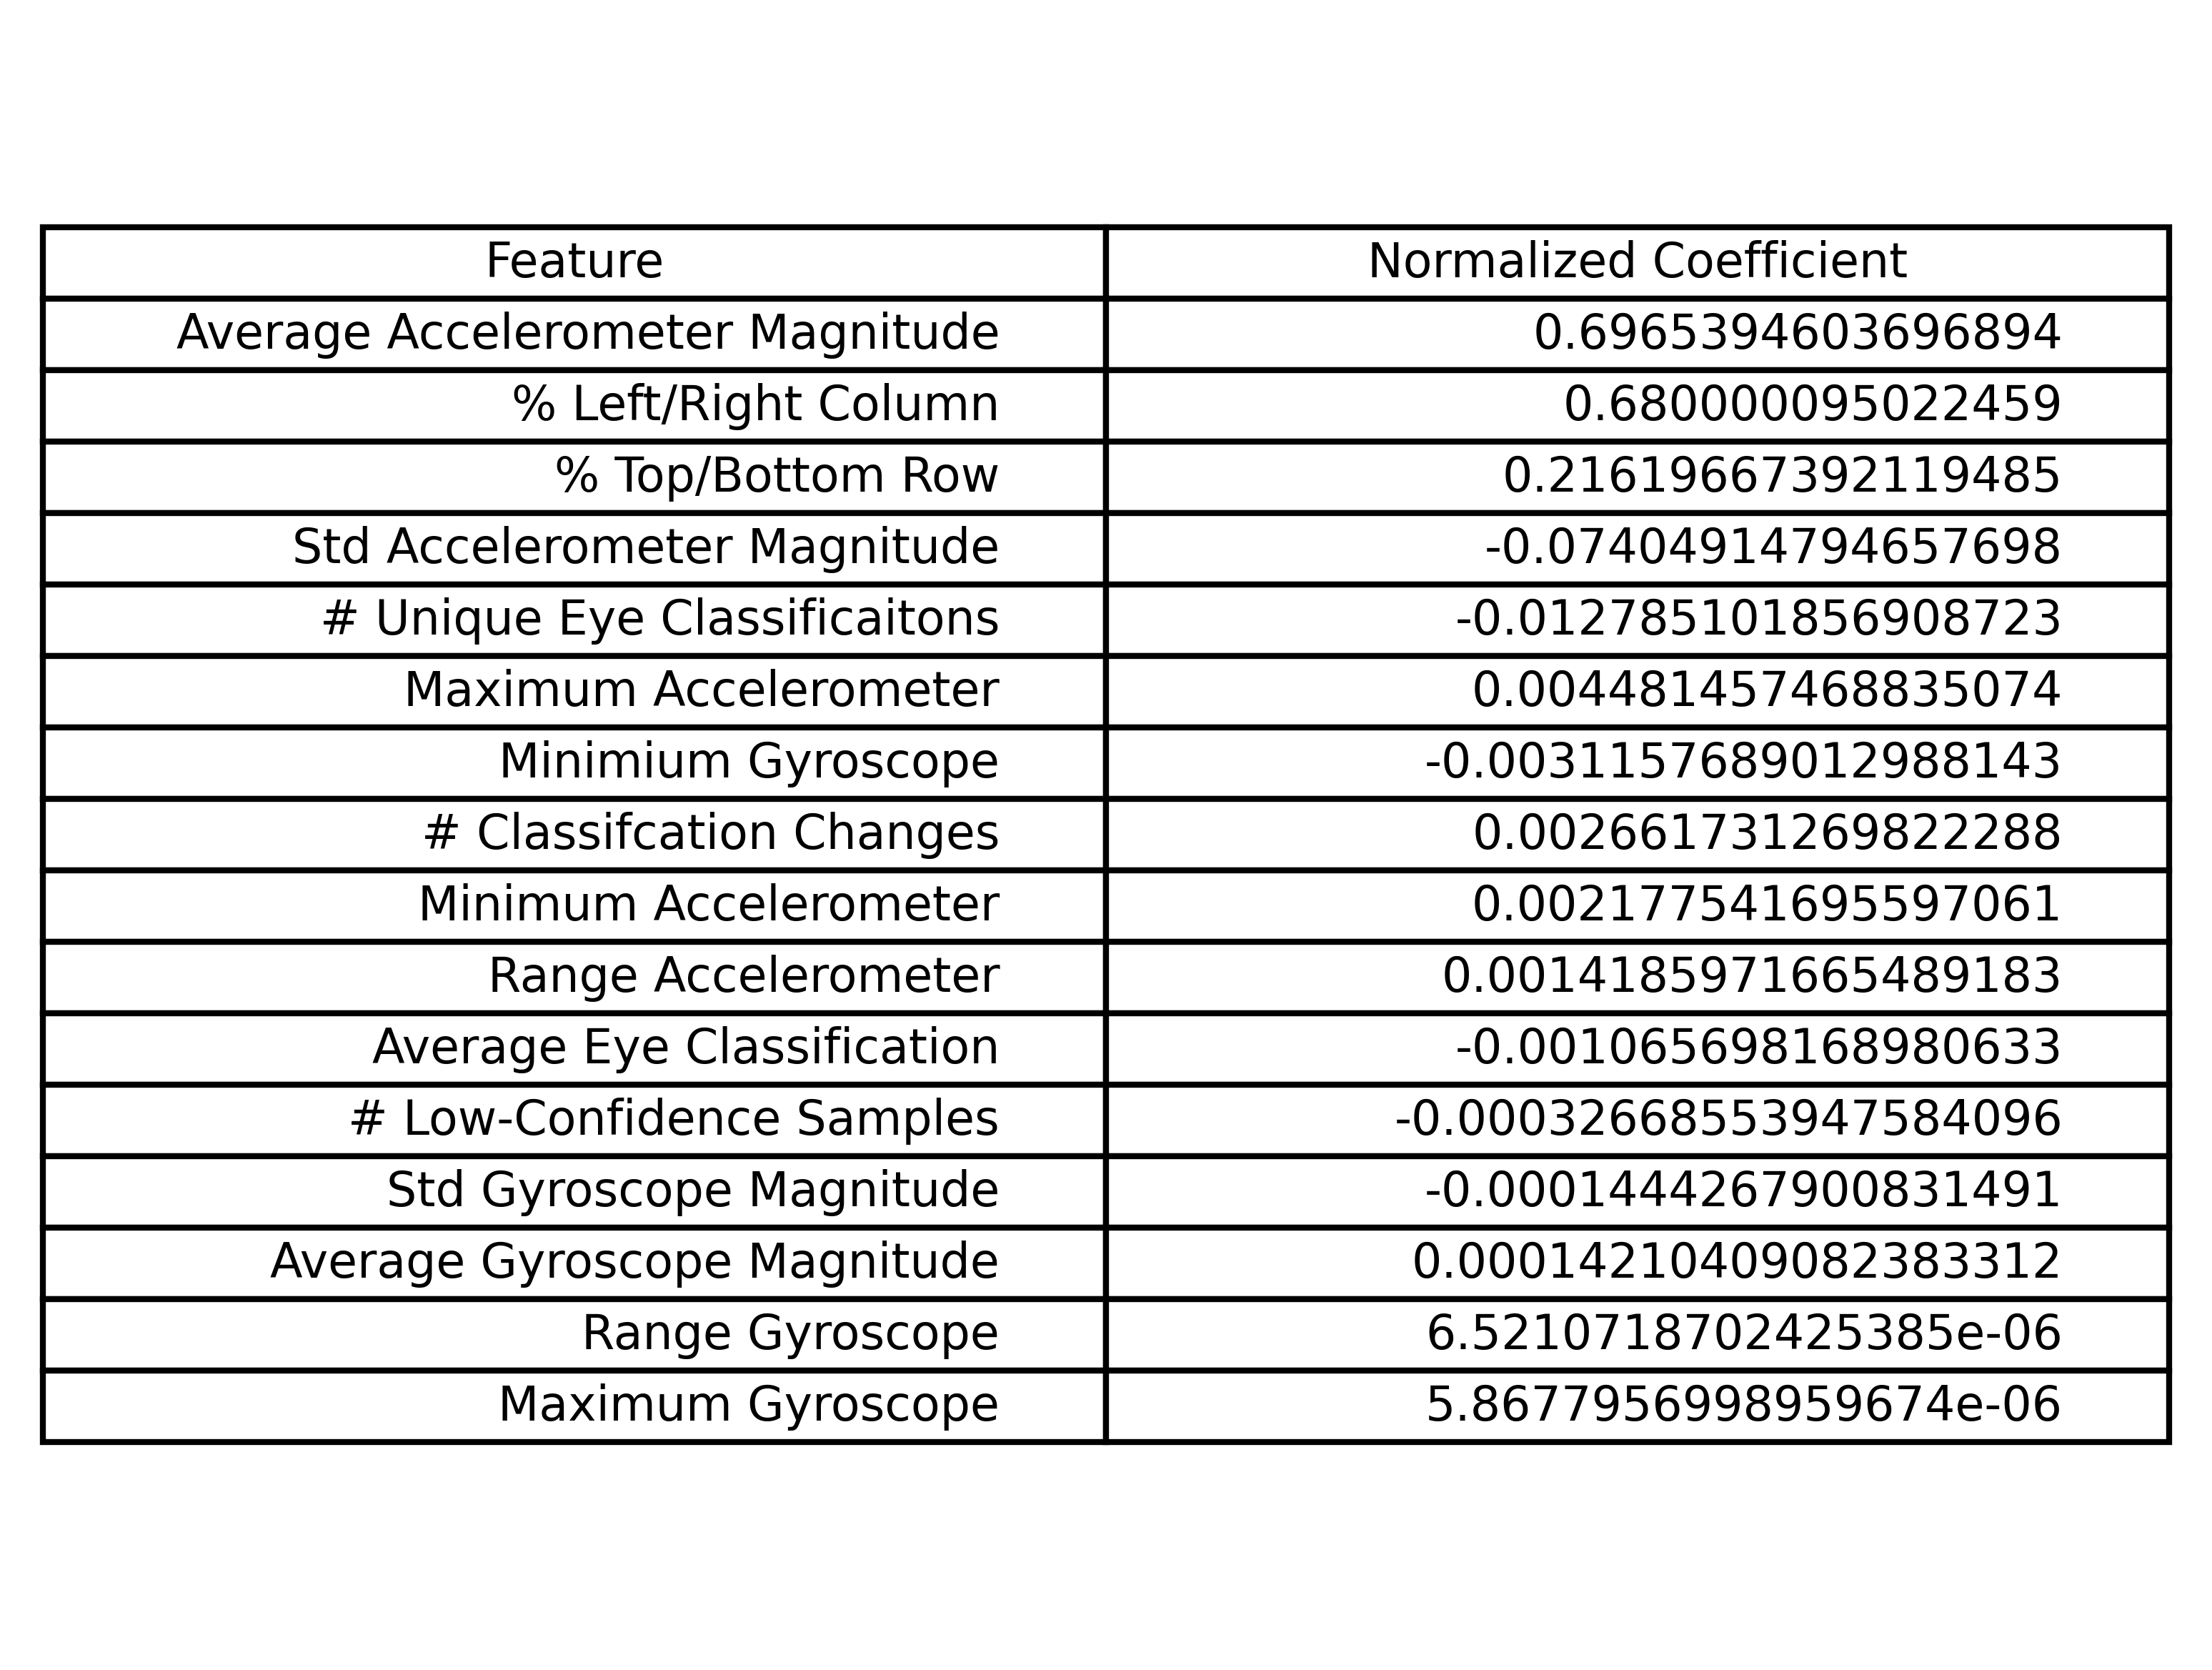 Feature Normalized Coefficient
Average Accelerometer Magnitude 0.6965394603696894
% Left/Right Column 0.680000095022459
% Top/Bottom Row 0.21619667392119485
Std Accelerometer Magnitude -0.07404914794657698
# Unique Eye Classificaitons -0.012785101856908723
Maximum Accelerometer 0.004481457468835074
Minimium Gyroscope -0.0031157689012988143
# Classifcation Changes 0.002661731269822288
Minimum Accelerometer 0.002177541695597061
Range Accelerometer 0.0014185971665489183
Average Eye Classification -0.001065698168980633
# Low-Confidence Samples -0.00032668553947584096
Std Gyroscope Magnitude -0.0001444267900831491
Average Gyroscope Magnitude 0.00014210409082383312
Range Gyroscope 6.5210718702425385e-06
Maximum Gyroscope 5.8677956998959674e-06